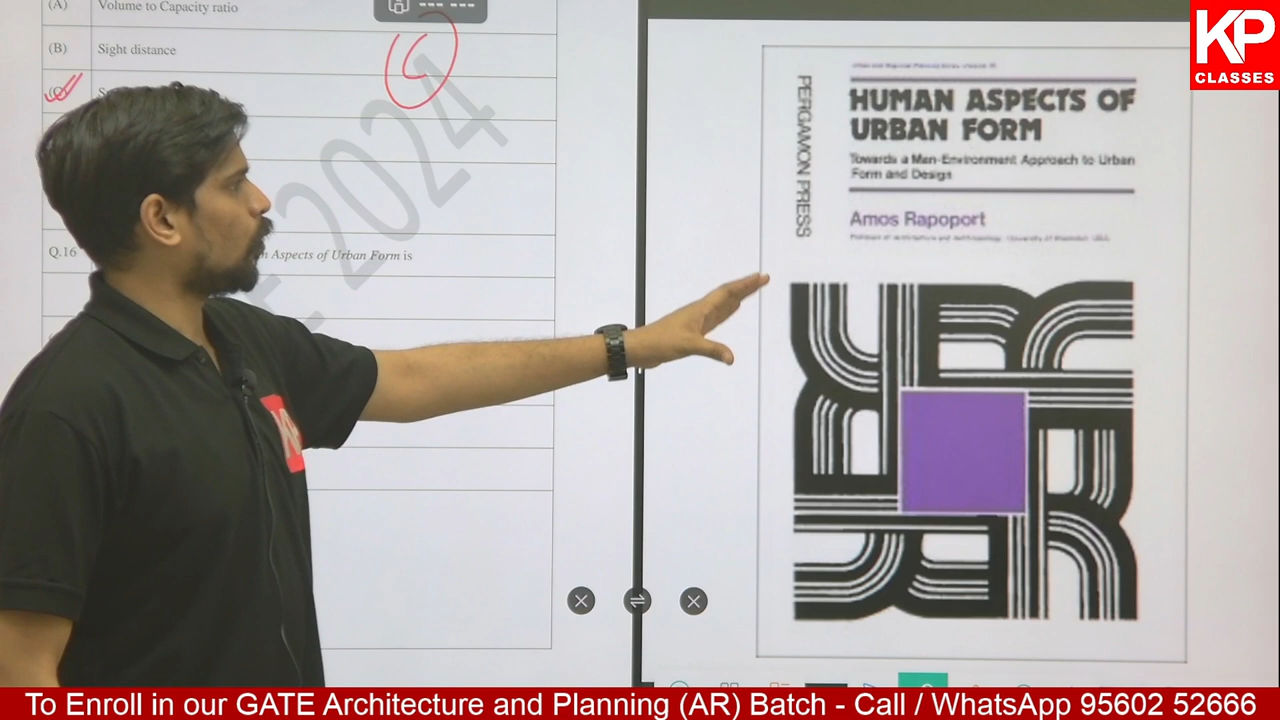 (A) Volume to Capacity ratio
(B) Sight distance
C
Q.16 Aspects of Urban Form is
2024
PERGAMON PRESS
HUMAN ASPECTS OF
URBAN FORM
Towards a Man-Environment Approach to Urban
Form and Design
Amos Rapoport
KP
CLASSES
To Enroll in our GATE Architecture and Planning (AR) Batch - Call / WhatsApp 95602 52666